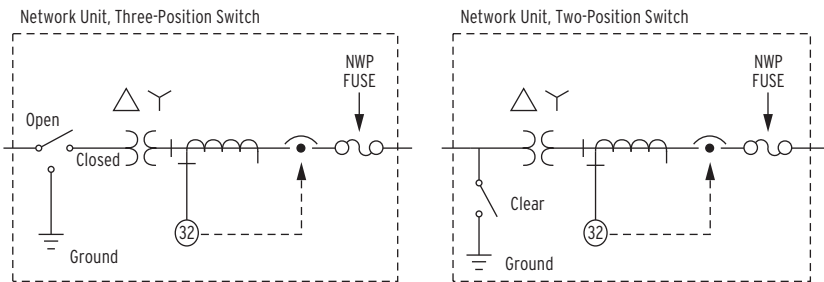 Network Unit, Three-Position Switch
NWP
FUSE
Open
Closed
32
Ground
Network Unit, Two-Position Switch
NWP
FUSE
Clear
32
Ground